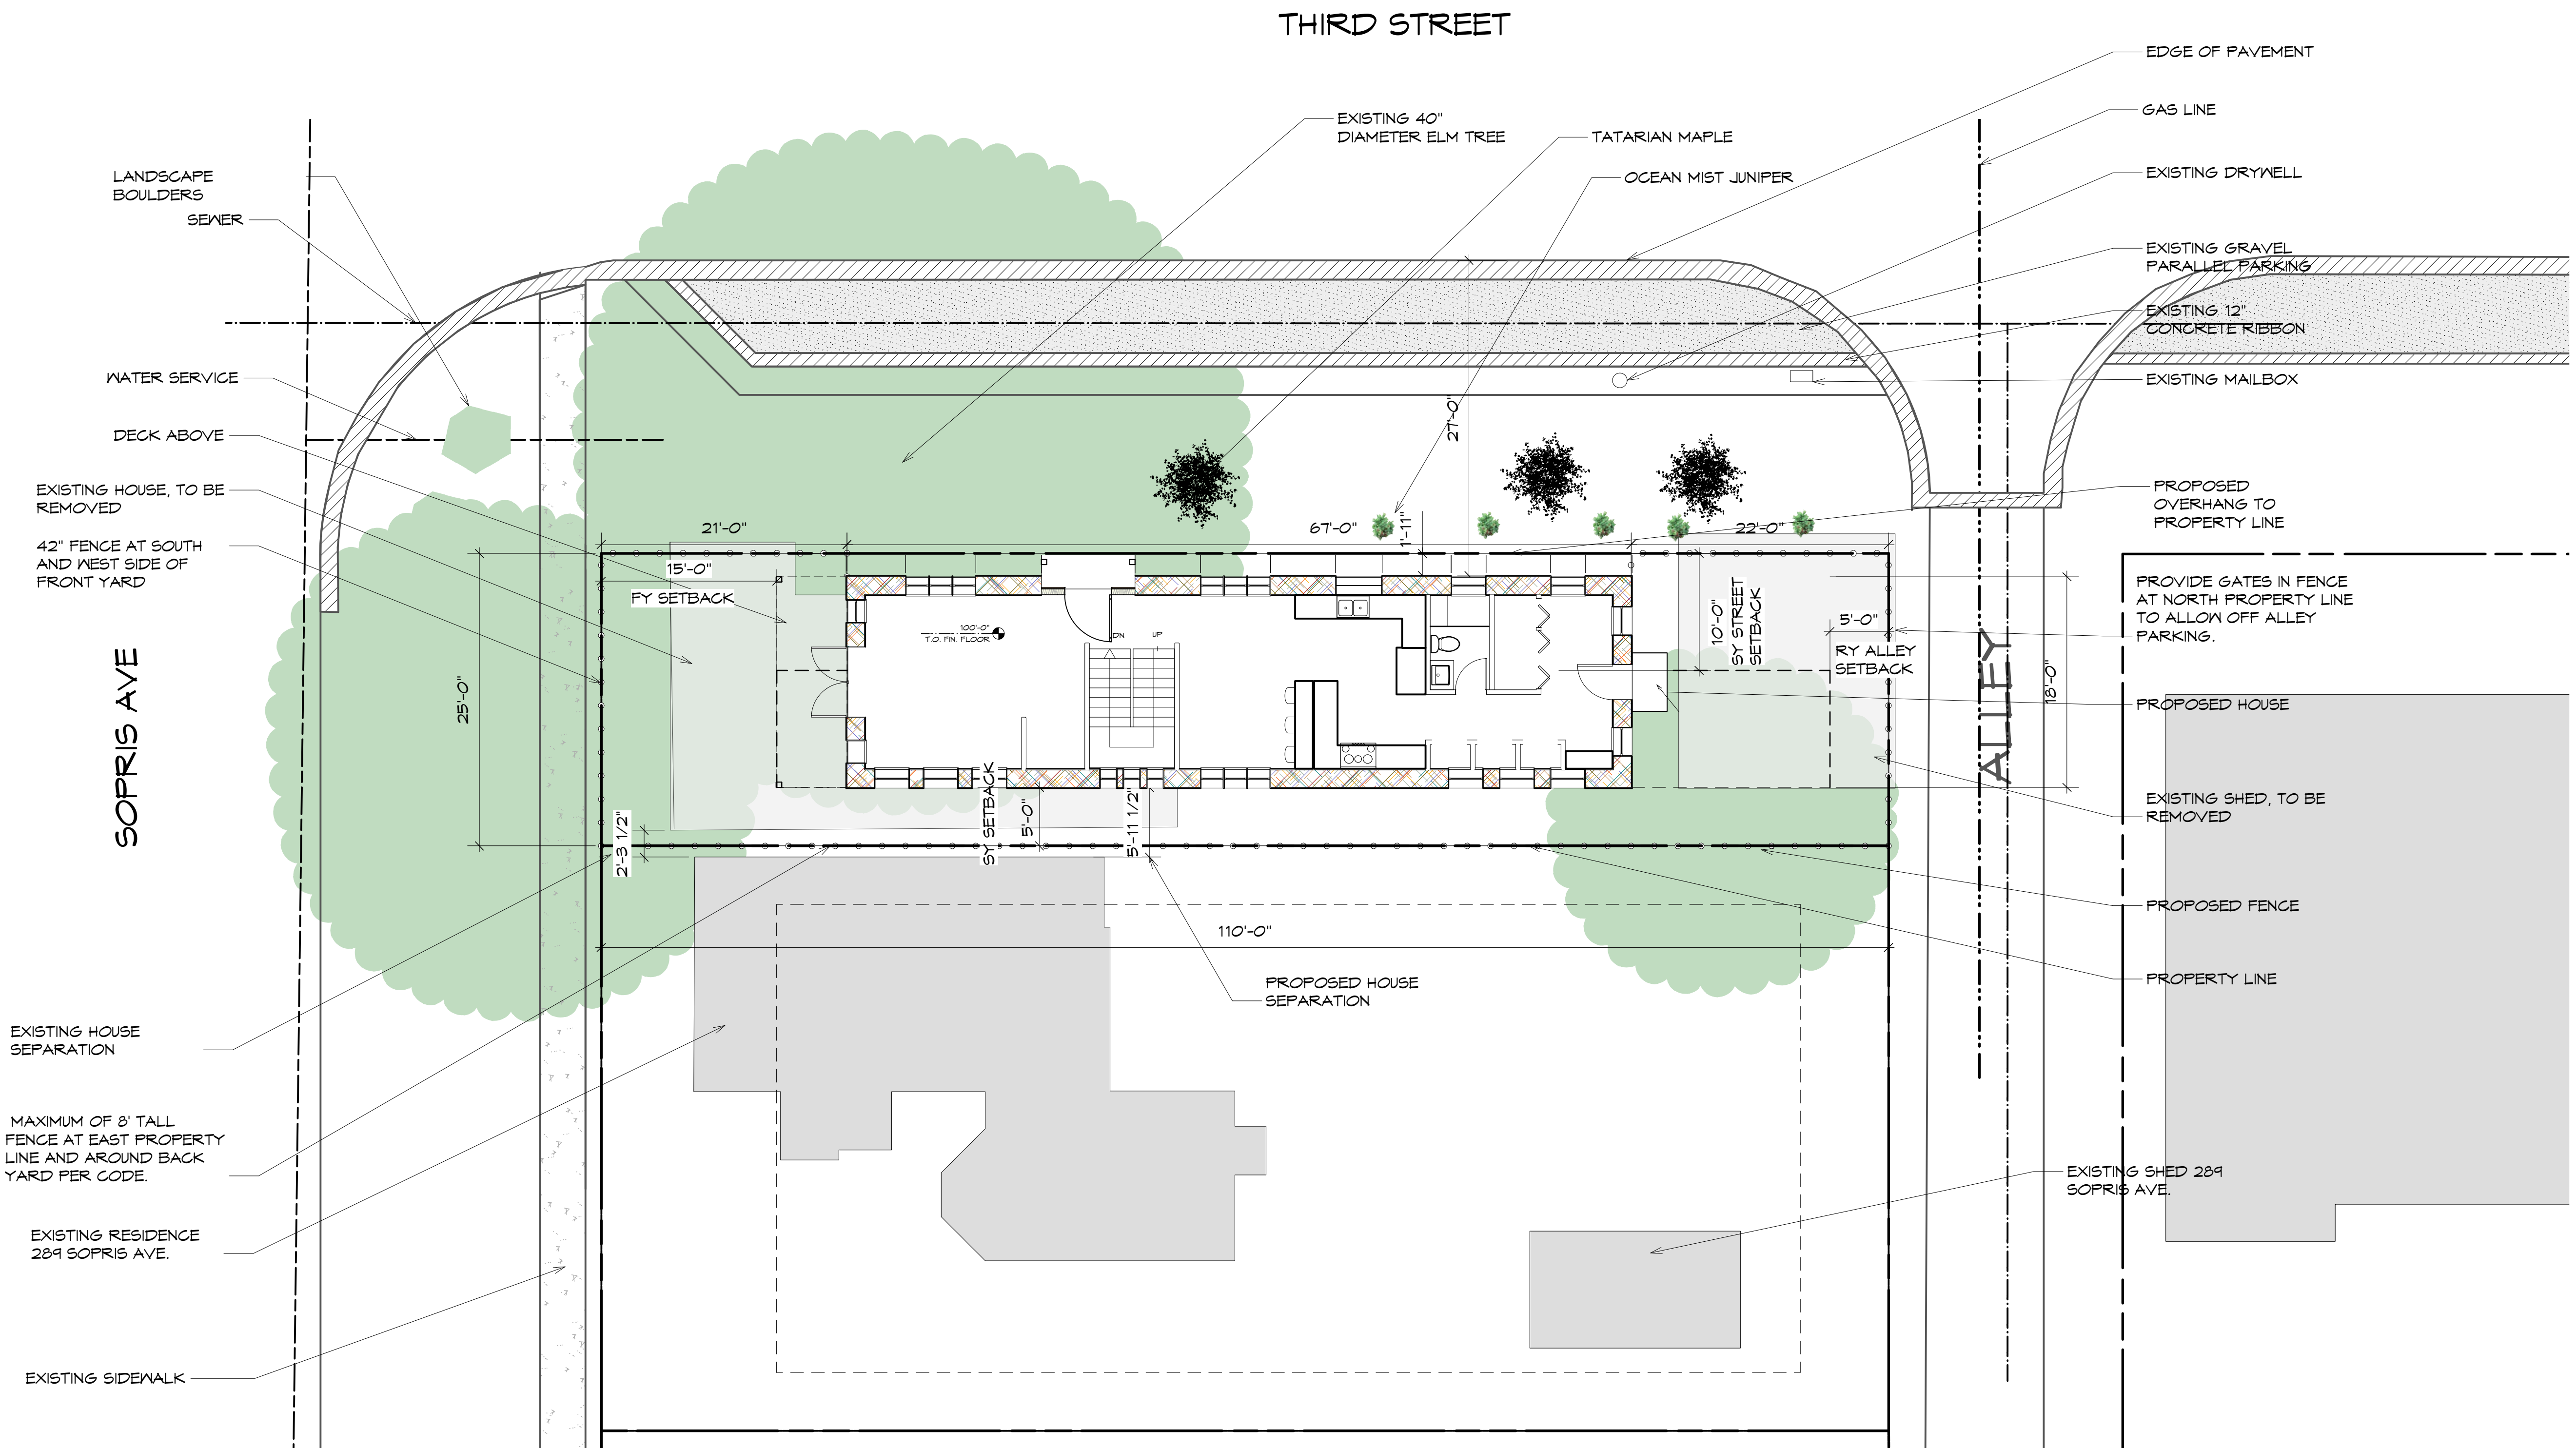 THIRD STREET
EDGE OF PAVEMENT
GAS LINE
EXISTING 40"
DIAMETER ELM TREE
TATARIAN MAPLE
OCEAN MIST JUNIPER
EXISTING DRYWELL
LANDSCAPE
BOULDERS
SEWER
EXISTING GRAVEL
PARALLEL PARKING
EXISTING 12"
CONCRETE RIBBON
WATER SERVICE
EXISTING MAILBOX
27'-0"
DECK ABOVE
EXISTING HOUSE, TO BE
REMOVED
PROPOSED
OVERHANG TO
PROPERTY LINE
21'-0"
67'-0"
1'-11"
22'-0"
42" FENCE AT SOUTH
AND WEST SIDE OF
FRONT YARD
15'-0"
FY SETBACK
PROVIDE GATES IN FENCE
AT NORTH PROPERTY LINE
TO ALLOW OFF ALLEY
PARKING.
100'-0"
T.O. FIN. FLOOR
DN
UP
10'-0"
SY STREET
SETBACK
5'-0"
RY ALLEY
SETBACK
SOPRIS AVE
25'-0"
ALLEY
18'-0"
PROPOSED HOUSE
EXISTING SHED, TO BE
REMOVED
2'-3 1/2"
SY SETBACK
5'-0"
5'-11 1/2"
PROPOSED FENCE
110'-0"
PROPERTY LINE
PROPOSED HOUSE
SEPARATION
EXISTING HOUSE
SEPARATION
MAXIMUM OF 8' TALL
FENCE AT EAST PROPERTY
LINE AND AROUND BACK
YARD PER CODE.
EXISTING SHED 289
SOPRIS AVE.
EXISTING RESIDENCE
289 SOPRIS AVE.
EXISTING SIDEWALK